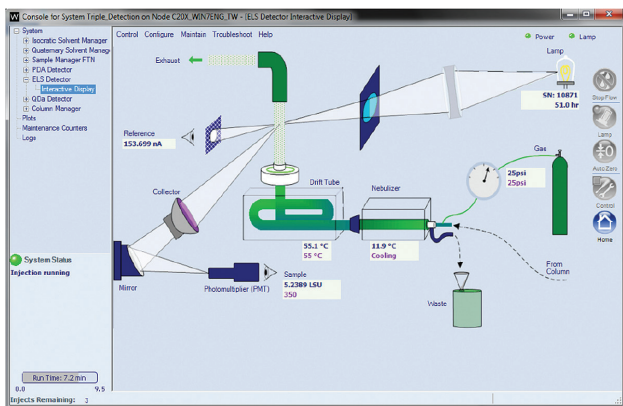 Console for System Triple_Detection on Node C20X_WIN7ENG_TW - [ELS Detector Interactive Display]
System
Isocratic Solvent Manager
Quaternary Solvent Manag
Sample Manager FTN
PDA Detector
ELS Detector
Interactive Display
QDa Detector
Column Manager
Plots
Maintenance Counters
Logs
Control Configure Maintain Troubleshoot Help
Power
Lamp
Exhaust
Lamp
SN: 10871
51.0 hr
Stop Flow
Lamp
Auto Zero
Control
Home
Reference
153.699 nA
Gas
25psi
25psi
Drift Tube
Nebulizer
Collector
55.1 °C
55 °C
11.9 °C
Cooling
From
Column
Mirror
Photomultiplier (PMT)
Sample
5.2389 LSU
350
Waste
System Status
Injection running
Run Time: 7.2 min
0.0
9.5
Injects Remaining: